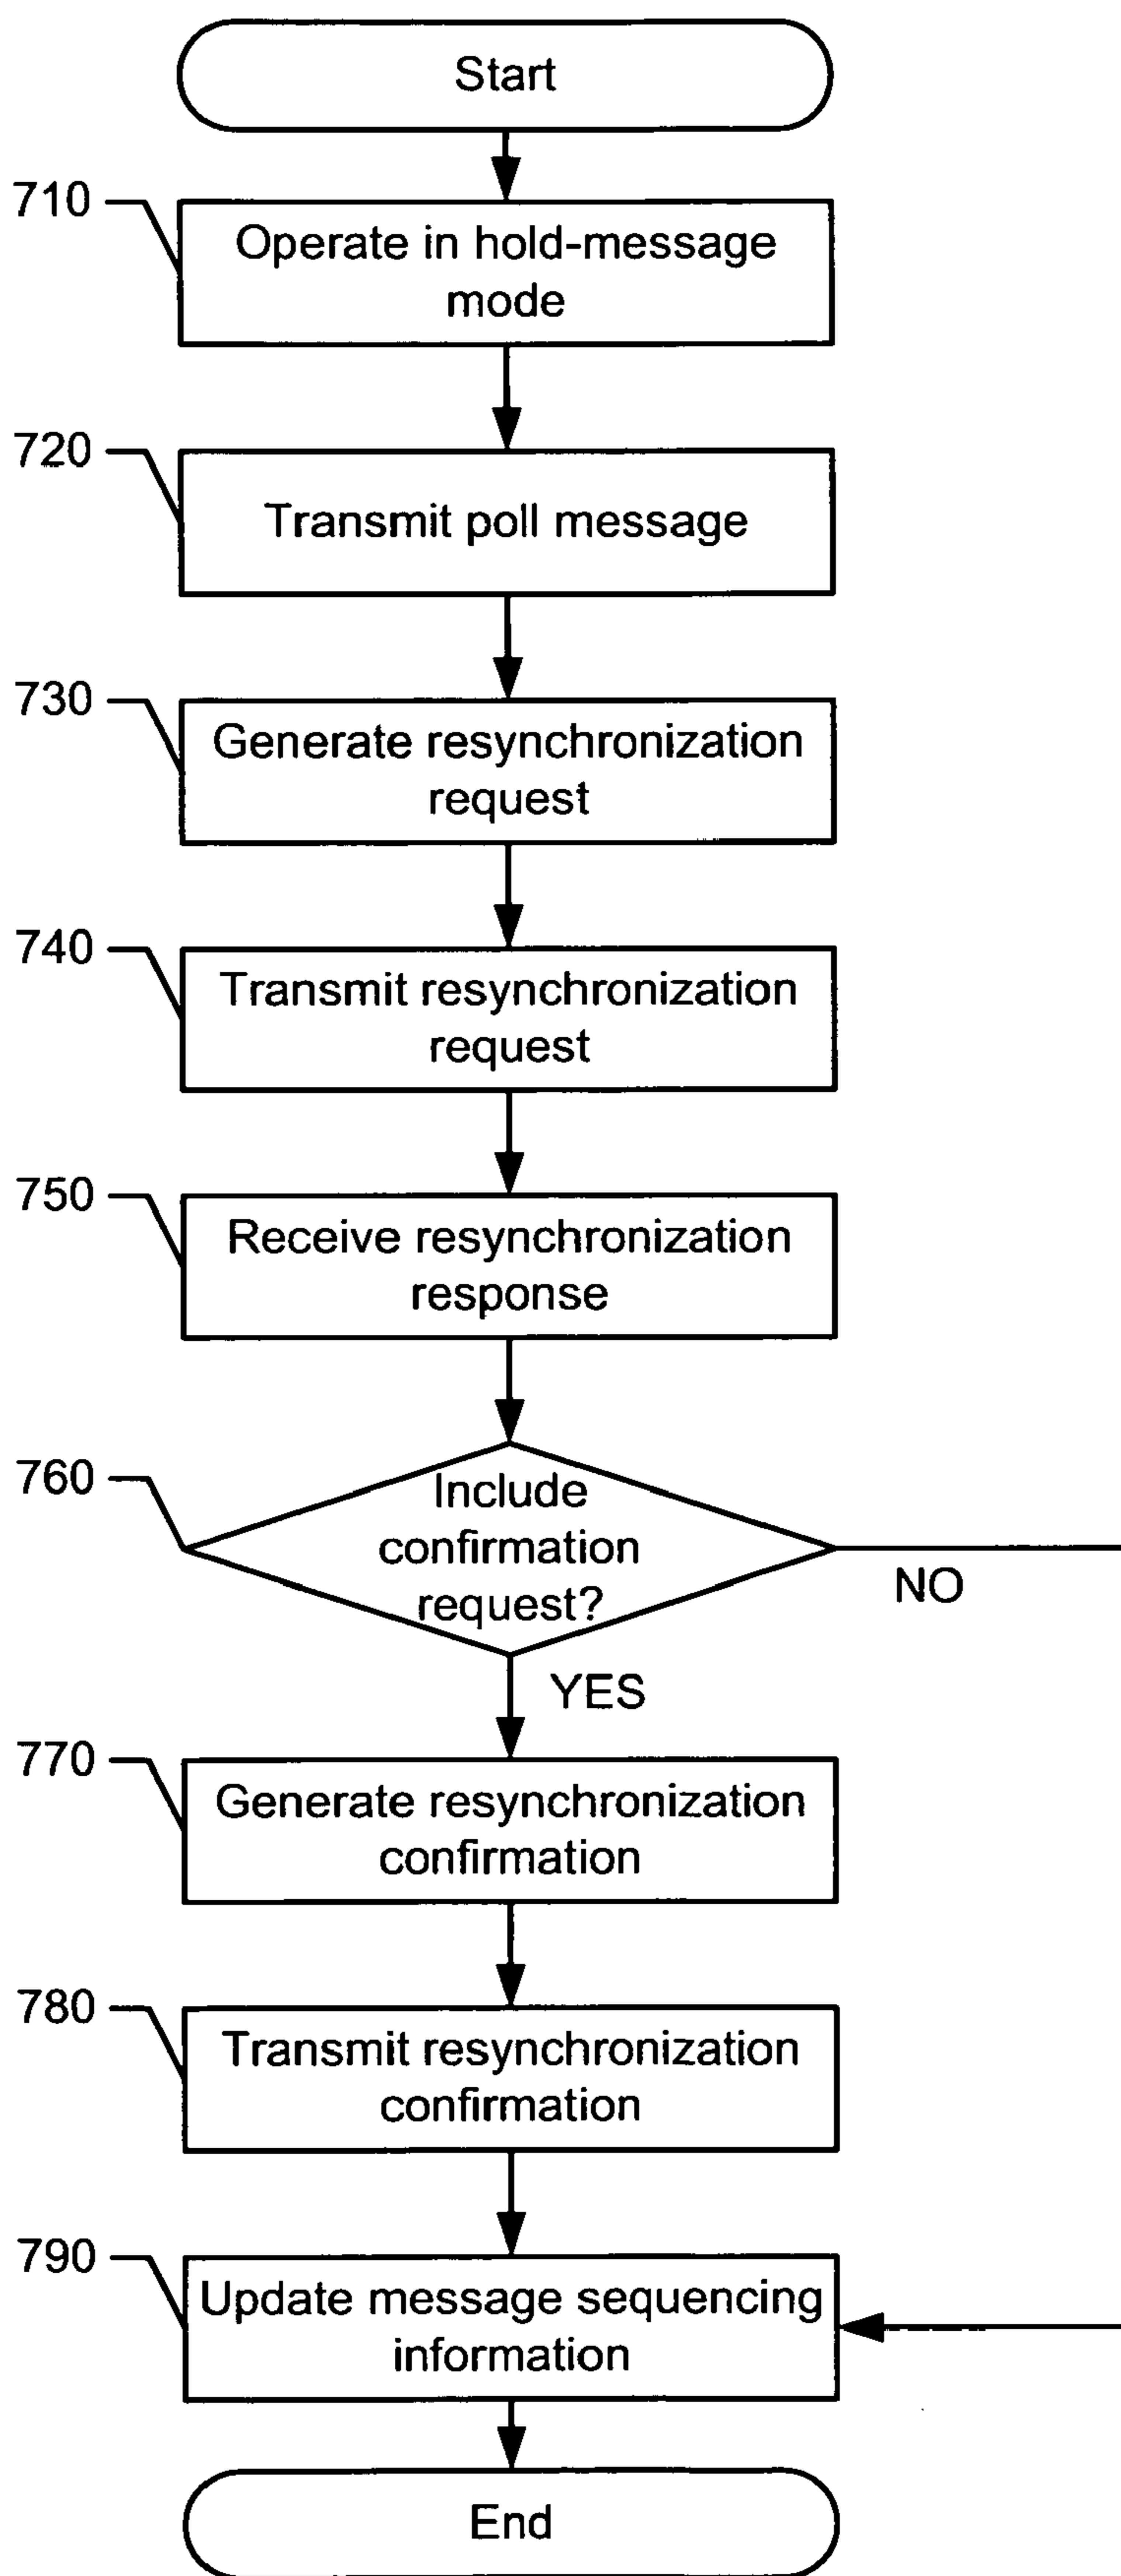 Start
710
Operate in hold-message
mode
720
Transmit poll message
730
Generate resynchronization
request
740
Transmit resynchronization
request
750
Receive resynchronization
response
760
Include
confirmation
request?
NO
YES
770
Generate resynchronization
confirmation
780
Transmit resynchronization
confirmation
790
Update message sequencing
information
End